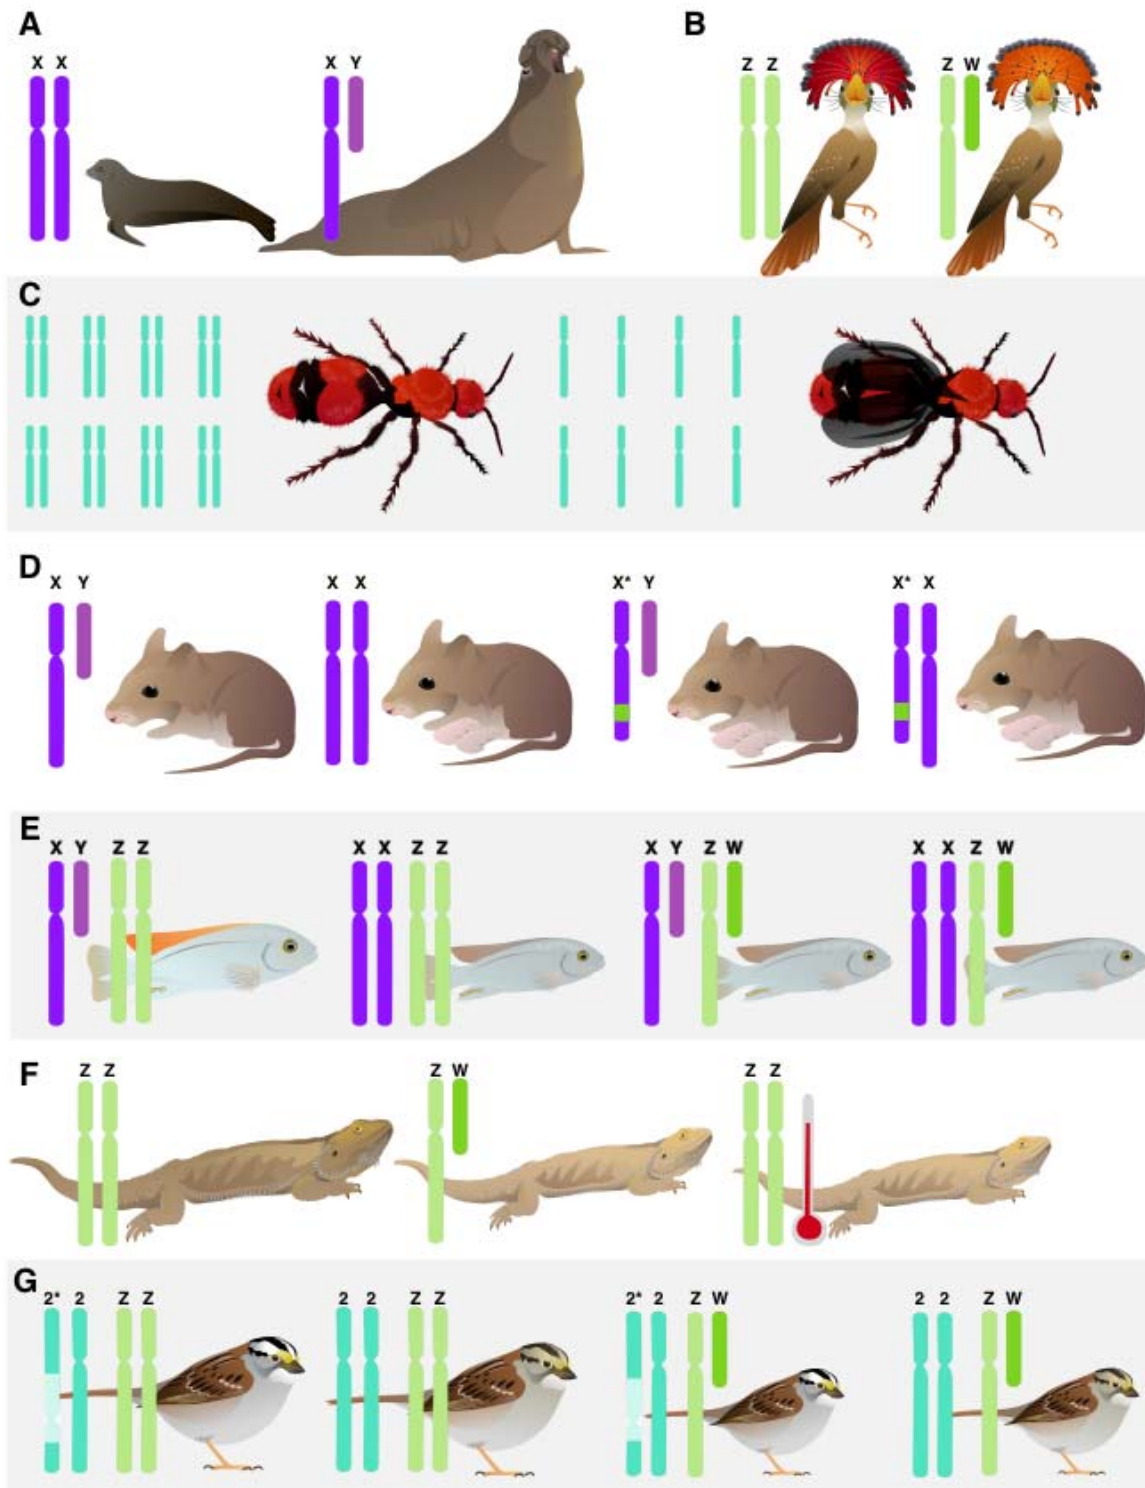 A
B
X X
X Y
Z Z
Z W
C
D
X Y
X X
X* Y
X* X
E
X Y Z Z
X X Z Z
X Y Z W
X X Z W
F
Z Z
Z W
Z Z
G
2* 2 Z Z
2 2 Z Z
2* 2 Z W
2 2 Z W